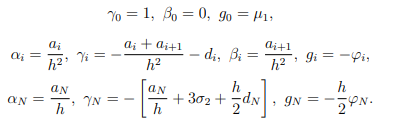 γ₀ = 1, β₀ = 0, g₀ = μ₁,
αᵢ = aᵢ/h², γᵢ = −(aᵢ + aᵢ₊₁)/h² − dᵢ, βᵢ = aᵢ₊₁/h², gᵢ = −φᵢ,
α_N = a_N/h, γ_N = −[a_N/h + 3σ₂ + (h/2)d_N], g_N = −(h/2)φ_N.